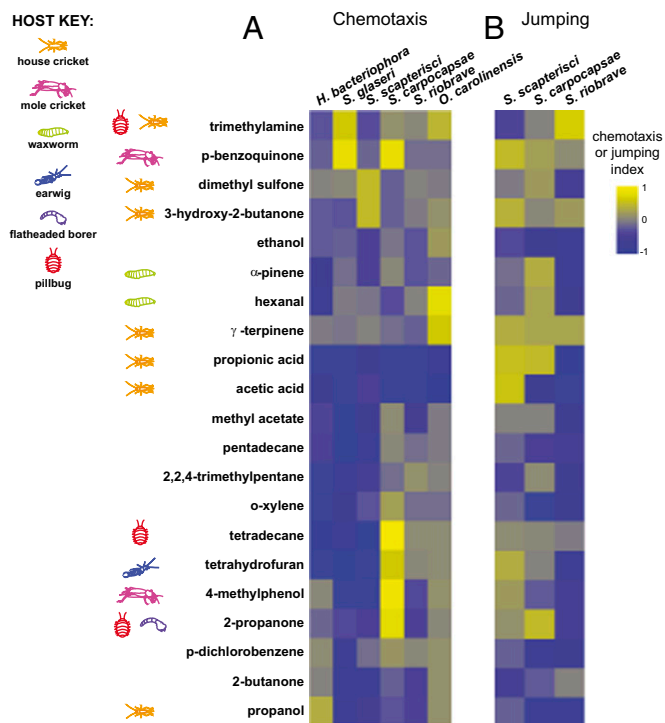 HOST KEY:
house cricket
mole cricket
waxworm
earwig
flatheaded borer
pillbug
A
Chemotaxis
H. bacteriophora
S. glaseri
S. scapterisci
S. carpocapsae
S. riobrave
O. carolinensis
B
Jumping
S. scapterisci
S. carpocapsae
S. riobrave
trimethylamine
p-benzoquinone
dimethyl sulfone
3-hydroxy-2-butanone
ethanol
α-pinene
hexanal
γ-terpinene
propionic acid
acetic acid
methyl acetate
pentadecane
2,2,4-trimethylpentane
o-xylene
tetradecane
tetrahydrofuran
4-methylphenol
2-propanone
p-dichlorobenzene
2-butanone
propanol
chemotaxis
or jumping
index
1
0
-1